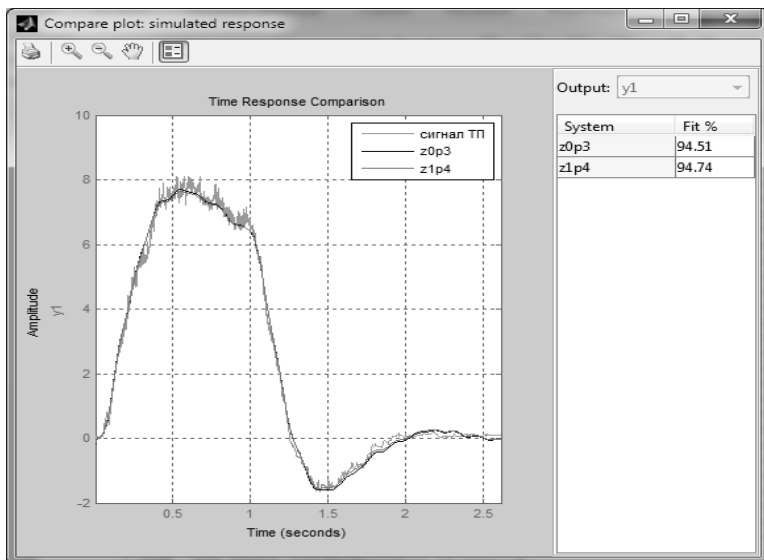 Compare plot: simulated response
Output: y1
System Fit %
z0p3 94.51
z1p4 94.74
Time Response Comparison
сигнал ТП
z0p3
z1p4
10
8
6
4
2
0
-2
Amplitude
y1
0.5 1 1.5 2 2.5
Time (seconds)